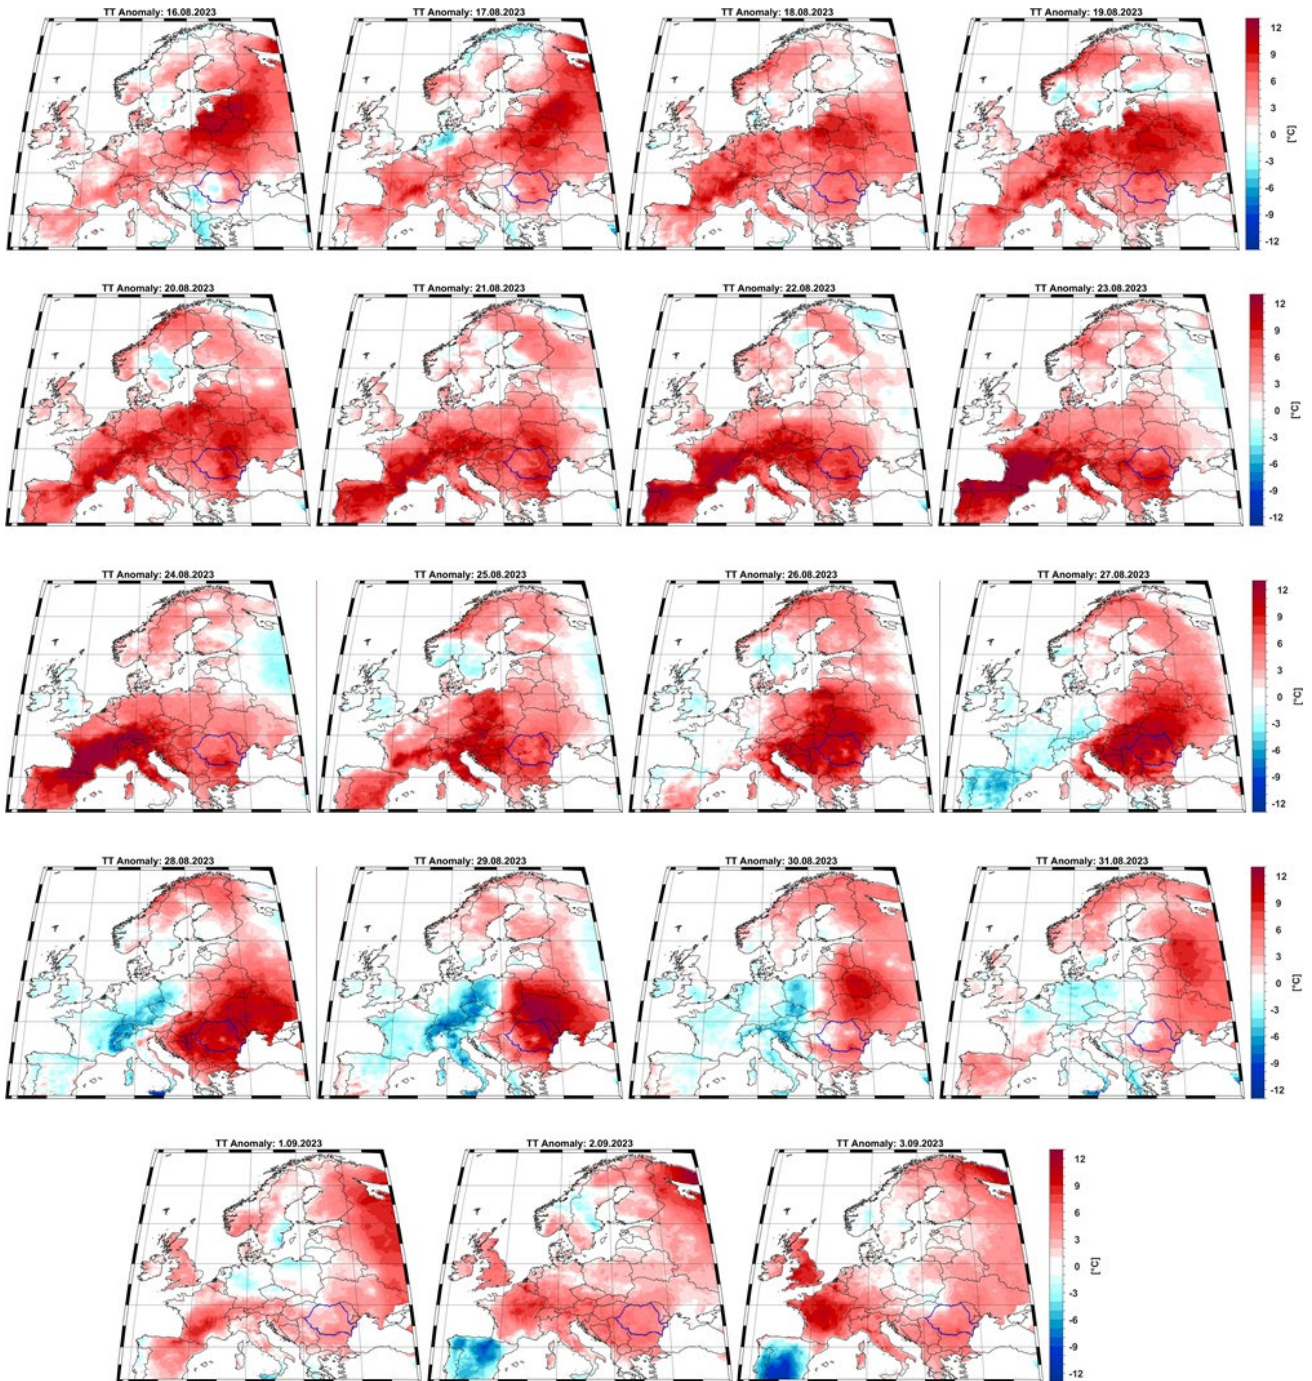 TT Anomaly: 16.08.2023
TT Anomaly: 17.08.2023
TT Anomaly: 18.08.2023
TT Anomaly: 19.08.2023
12
9
6
3
0
-3
-6
-9
-12
[°C]
TT Anomaly: 20.08.2023
TT Anomaly: 21.08.2023
TT Anomaly: 22.08.2023
TT Anomaly: 23.08.2023
12
9
6
3
0
-3
-6
-9
-12
[°C]
TT Anomaly: 24.08.2023
TT Anomaly: 25.08.2023
TT Anomaly: 26.08.2023
TT Anomaly: 27.08.2023
12
9
6
3
0
-3
-6
-9
-12
[°C]
TT Anomaly: 28.08.2023
TT Anomaly: 29.08.2023
TT Anomaly: 30.08.2023
TT Anomaly: 31.08.2023
12
9
6
3
0
-3
-6
-9
-12
[°C]
TT Anomaly: 1.09.2023
TT Anomaly: 2.09.2023
TT Anomaly: 3.09.2023
12
9
6
3
0
-3
-6
-9
-12
[°C]